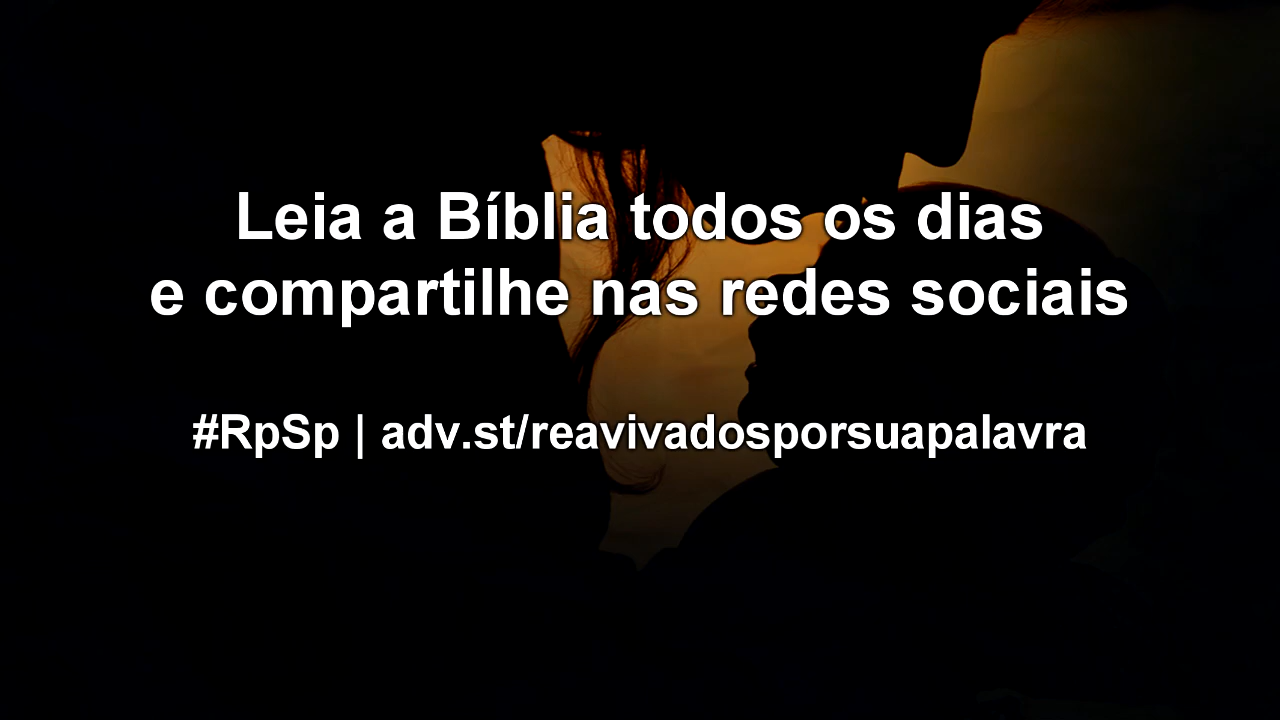 Leia a Bíblia todos os dias
e compartilhe nas redes sociais
#RpSp | adv.st/reavivadosporsuapalavra